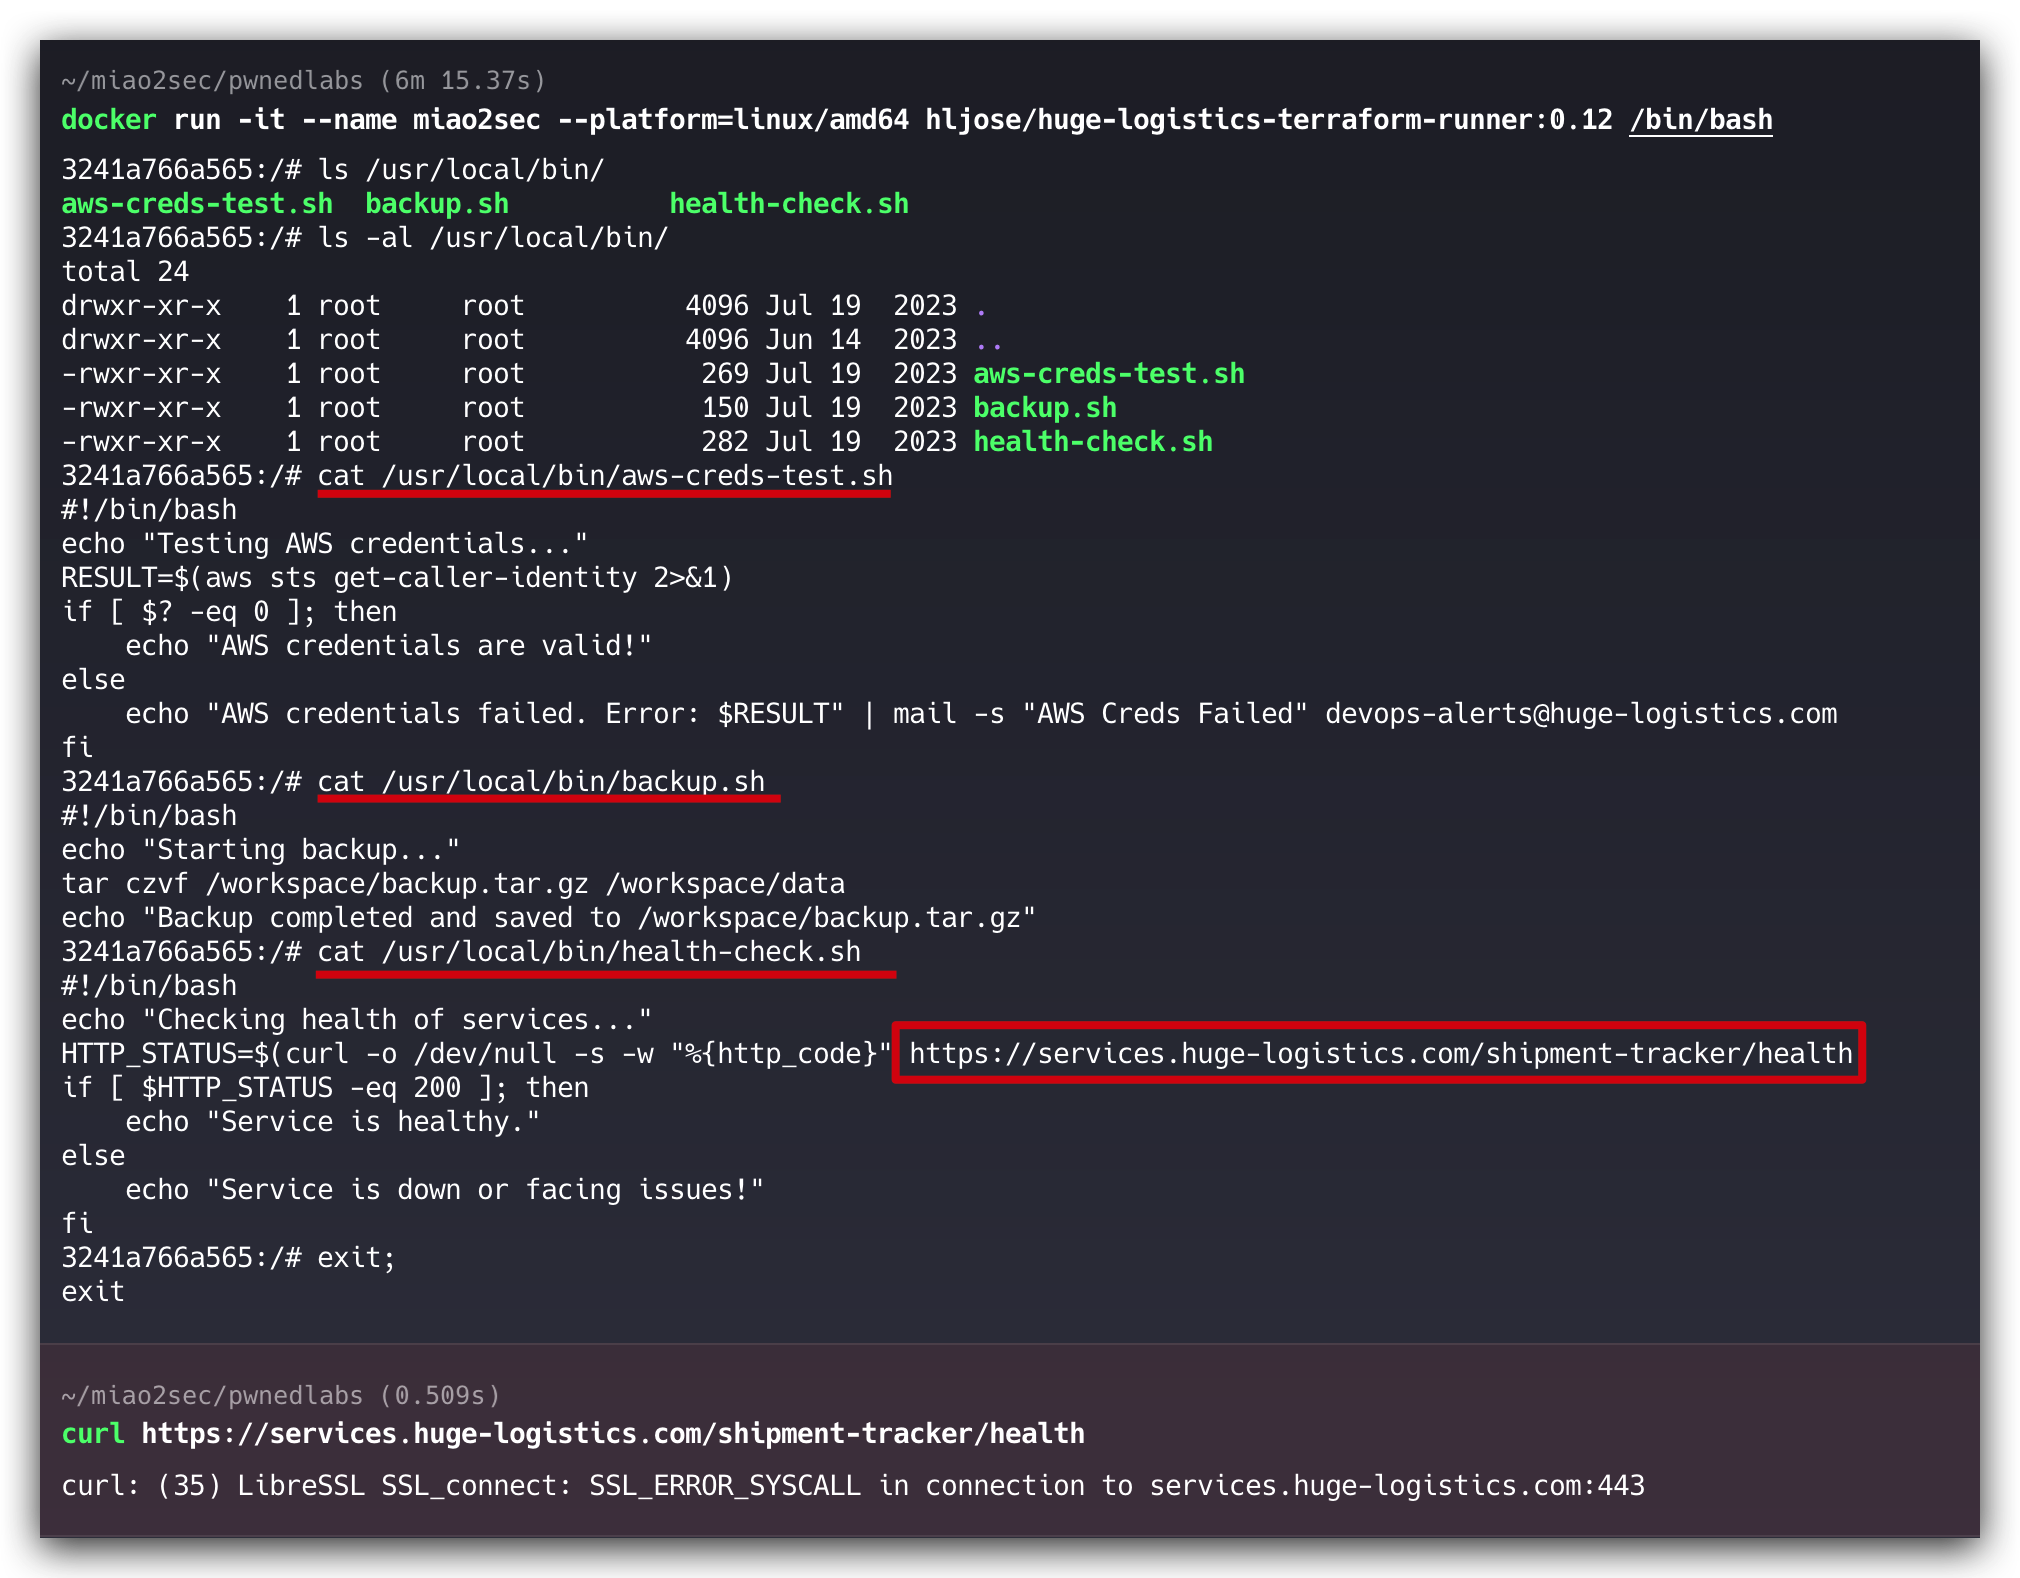 ~/miao2sec/pwnedlabs (6m 15.37s)
docker run -it --name miao2sec --platform=linux/amd64 hljose/huge-logistics-terraform-runner:0.12 /bin/bash
3241a766a565:/# ls /usr/local/bin/
aws-creds-test.sh  backup.sh          health-check.sh
3241a766a565:/# ls -al /usr/local/bin/
total 24
drwxr-xr-x    1 root     root          4096 Jul 19  2023 .
drwxr-xr-x    1 root     root          4096 Jun 14  2023 ..
-rwxr-xr-x    1 root     root           269 Jul 19  2023 aws-creds-test.sh
-rwxr-xr-x    1 root     root           150 Jul 19  2023 backup.sh
-rwxr-xr-x    1 root     root           282 Jul 19  2023 health-check.sh
3241a766a565:/# cat /usr/local/bin/aws-creds-test.sh
#!/bin/bash
echo "Testing AWS credentials..."
RESULT=$(aws sts get-caller-identity 2>&1)
if [ $? -eq 0 ]; then
    echo "AWS credentials are valid!"
else
    echo "AWS credentials failed. Error: $RESULT" | mail -s "AWS Creds Failed" devops-alerts@huge-logistics.com
fi
3241a766a565:/# cat /usr/local/bin/backup.sh
#!/bin/bash
echo "Starting backup..."
tar czvf /workspace/backup.tar.gz /workspace/data
echo "Backup completed and saved to /workspace/backup.tar.gz"
3241a766a565:/# cat /usr/local/bin/health-check.sh
#!/bin/bash
echo "Checking health of services..."
HTTP_STATUS=$(curl -o /dev/null -s -w "%{http_code}" https://services.huge-logistics.com/shipment-tracker/health
if [ $HTTP_STATUS -eq 200 ]; then
    echo "Service is healthy."
else
    echo "Service is down or facing issues!"
fi
3241a766a565:/# exit;
exit
~/miao2sec/pwnedlabs (0.509s)
curl https://services.huge-logistics.com/shipment-tracker/health
curl: (35) LibreSSL SSL_connect: SSL_ERROR_SYSCALL in connection to services.huge-logistics.com:443